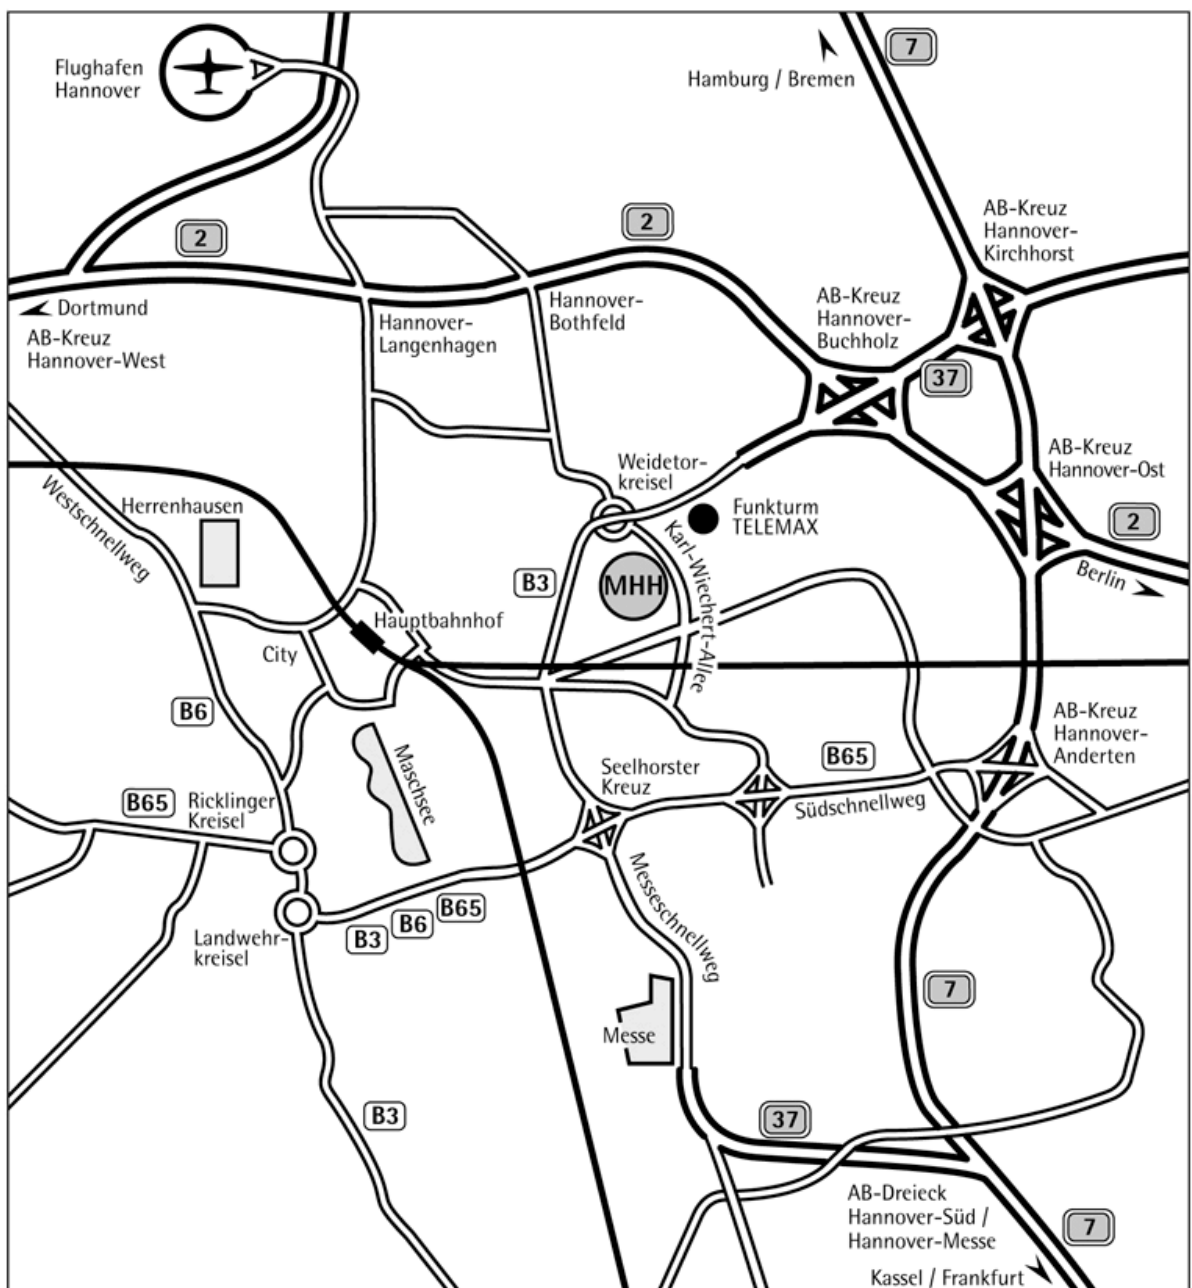 7
Hamburg / Bremen
Flughafen
Hannover
2
2
AB-Kreuz
Hannover-
Kirchhorst
Dortmund
AB-Kreuz
Hannover-West
Hannover-
Langenhagen
Hannover-
Bothfeld
AB-Kreuz
Hannover-
Buchholz
37
Weidetor-
kreisel
AB-Kreuz
Hannover-Ost
Westschnellweg
Herrenhausen
Funkturm
TELEMAX
2
Berlin
Karl-Wiechert-Allee
B3
MHH
Hauptbahnhof
City
B6
AB-Kreuz
Hannover-
Anderten
Maschsee
Seelhorster
Kreuz
B65
Südschnellweg
B65
Ricklinger
Kreisel
Messeschnellweg
B3
B6
B65
Landwehr-
kreisel
7
Messe
B3
37
AB-Dreieck
Hannover-Süd /
Hannover-Messe
7
Kassel / Frankfurt